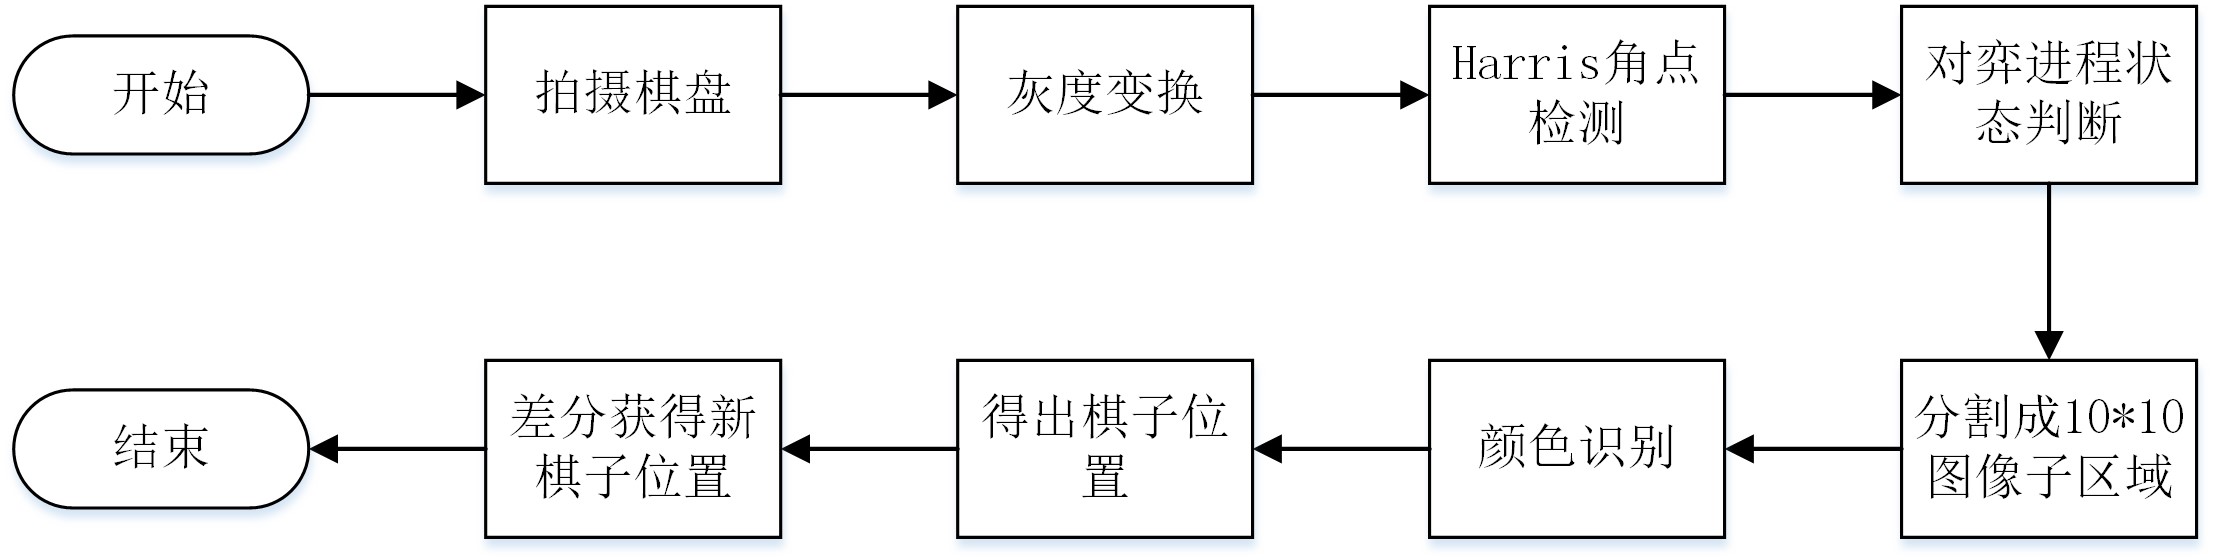 开始
拍摄棋盘
灰度变换
Harris角点
检测
对弈进程状
态判断
分割成10*10
图像子区域
颜色识别
得出棋子位
置
差分获得新
棋子位置
结束